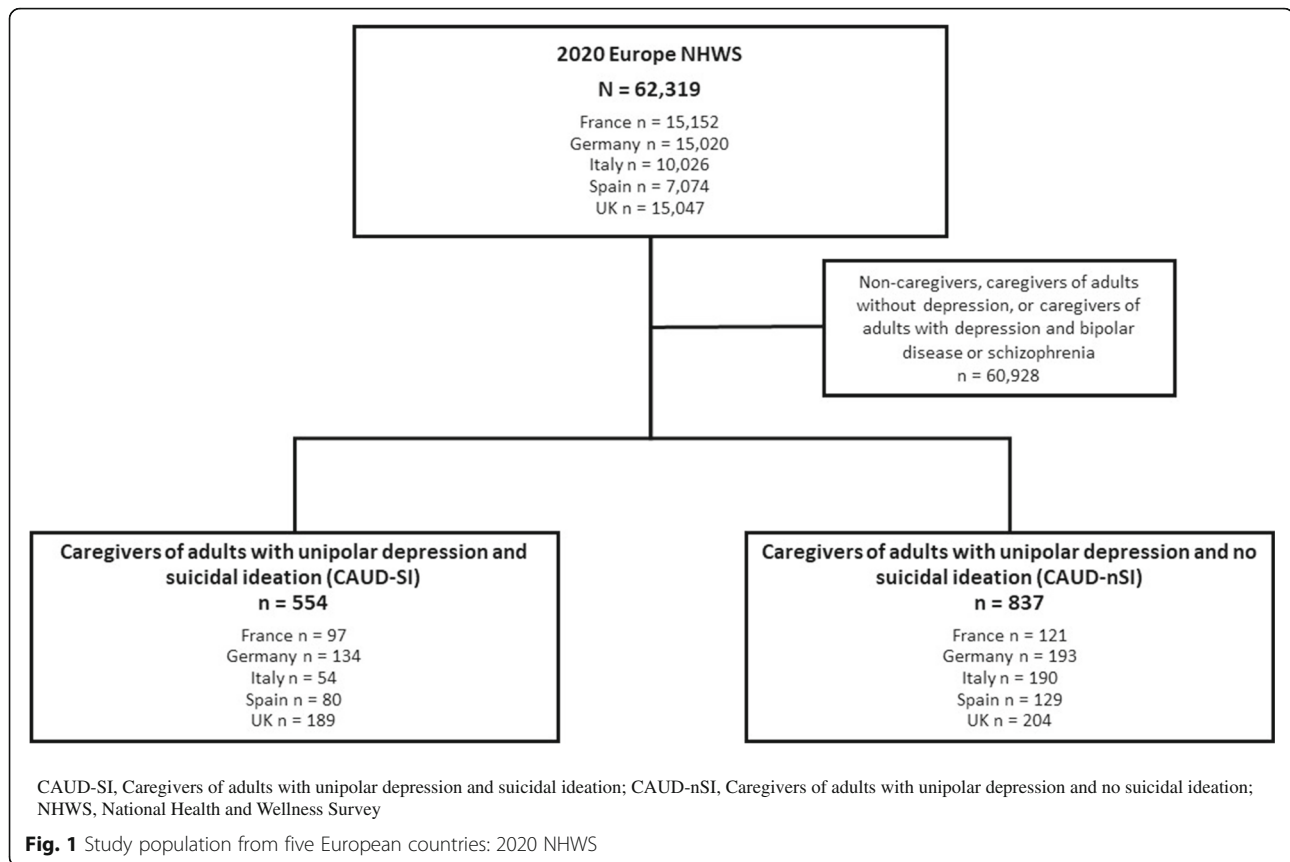 2020 Europe NHWS
N = 62,319
France n = 15,152
Germany n = 15,020
Italy n = 10,026
Spain n = 7,074
UK n = 15,047
Non-caregivers, caregivers of adults
without depression, or caregivers of
adults with depression and bipolar
disease or schizophrenia
n = 60,928
Caregivers of adults with unipolar depression and
suicidal ideation (CAUD-SI)
n = 554
France n = 97
Germany n = 134
Italy n = 54
Spain n = 80
UK n = 189
Caregivers of adults with unipolar depression and no
suicidal ideation (CAUD-nSI)
n = 837
France n = 121
Germany n = 193
Italy n = 190
Spain n = 129
UK n = 204
CAUD-SI, Caregivers of adults with unipolar depression and suicidal ideation; CAUD-nSI, Caregivers of adults with unipolar depression and no suicidal ideation;
NHWS, National Health and Wellness Survey
Fig. 1 Study population from five European countries: 2020 NHWS